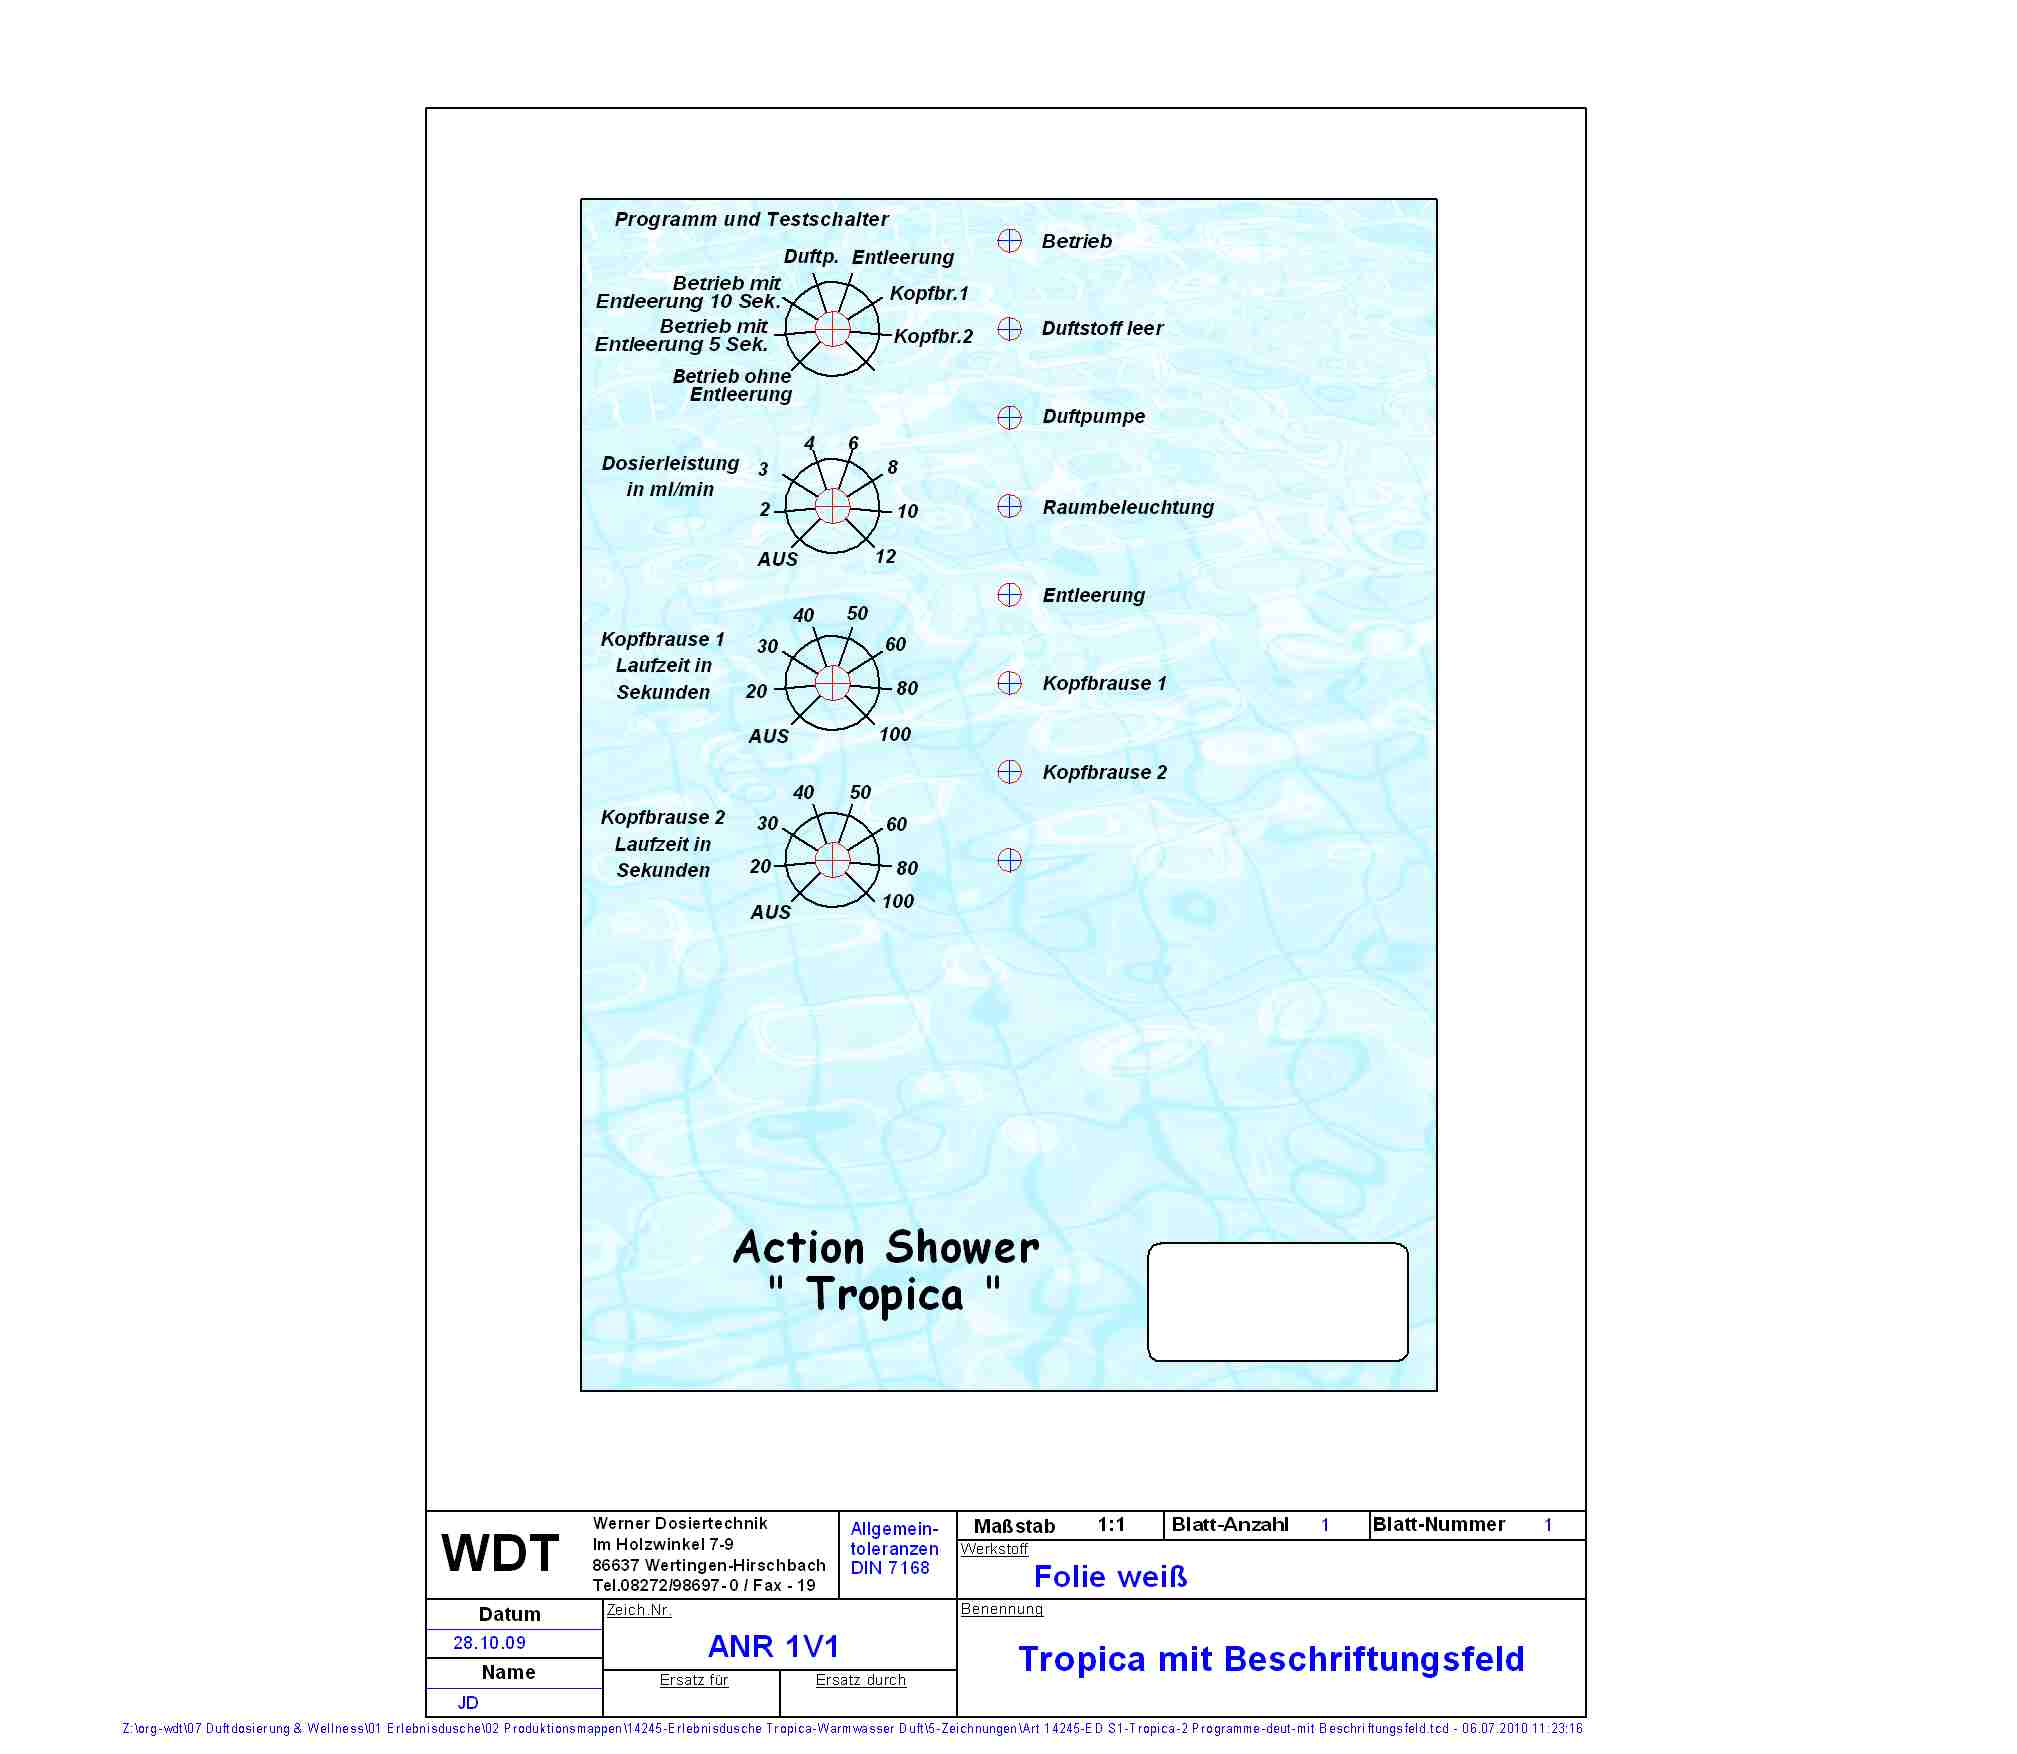 Programm und Testschalter
Duftp. Entleerung
Betrieb mit
Entleerung 10 Sek.
Kopfbr.1
Betrieb mit
Entleerung 5 Sek.
Kopfbr.2
Betrieb ohne
Entleerung
Dosierleistung
in ml/min
4 6
3 8
2 10
AUS 12
Kopfbrause 1
Laufzeit in
Sekunden
40 50
30 60
20 80
AUS 100
Kopfbrause 2
Laufzeit in
Sekunden
40 50
30 60
20 80
AUS 100
Betrieb
Duftstoff leer
Duftpumpe
Raumbeleuchtung
Entleerung
Kopfbrause 1
Kopfbrause 2
Action Shower
" Tropica "
WDT
Werner Dosiertechnik
Im Holzwinkel 7-9
86637 Wertingen-Hirschbach
Tel.08272/98697-0 / Fax - 19
Allgemein-
toleranzen
DIN 7168
Maßstab 1:1 Blatt-Anzahl 1 Blatt-Nummer 1
Werkstoff
Folie weiß
Datum
28.10.09
Name
JD
Zeich.Nr.
ANR 1V1
Ersatz für Ersatz durch
Benennung
Tropica mit Beschriftungsfeld
Z:\org-wdt\07 Duftdosierung & Wellness\01 Erlebnisdusche\02 Produktionsmappen\14245-Erlebnisdusche Tropica-Warmwasser Duft\5-Zeichnungen\Art 14245-ED S1-Tropica-2 Programme-deut-mit Beschriftungsfeld.tcd - 06.07.2010 11:23:16